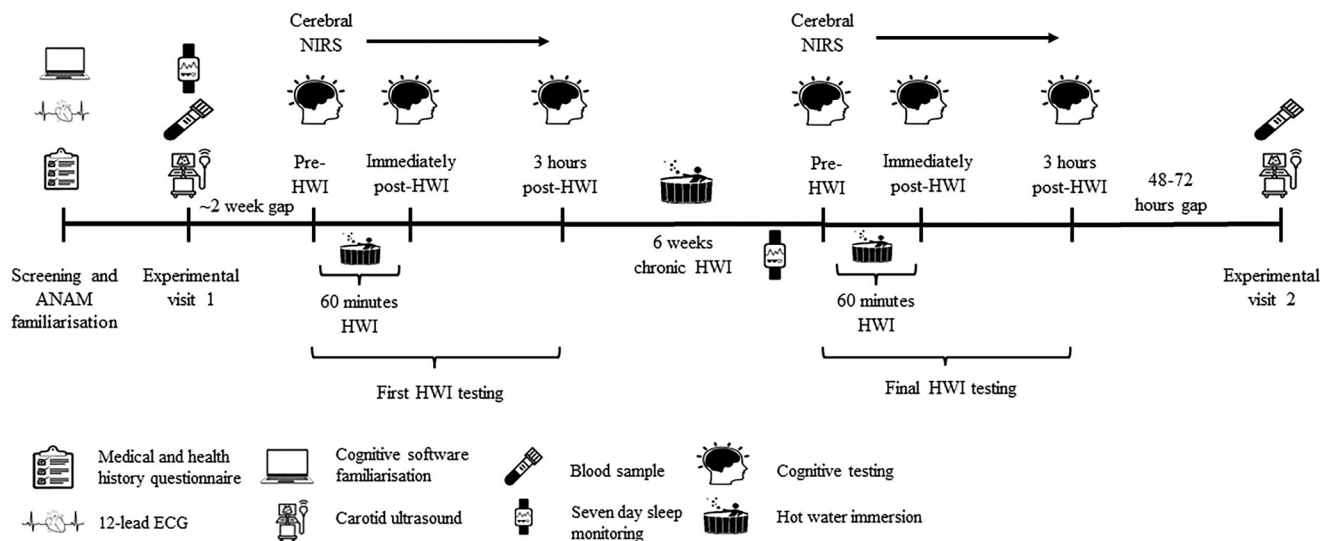 Cerebral
NIRS
Cerebral
NIRS
Pre-
HWI
Immediately
post-HWI
3 hours
post-HWI
Pre-
HWI
Immediately
post-HWI
3 hours
post-HWI
~2 week gap
48-72
hours gap
6 weeks
chronic HWI
Screening and
ANAM
familiarisation
Experimental
visit 1
60 minutes
HWI
60 minutes
HWI
Experimental
visit 2
First HWI testing
Final HWI testing
Medical and health
history questionnaire
Cognitive software
familiarisation
Blood sample
Cognitive testing
12-lead ECG
Carotid ultrasound
Seven day sleep
monitoring
Hot water immersion